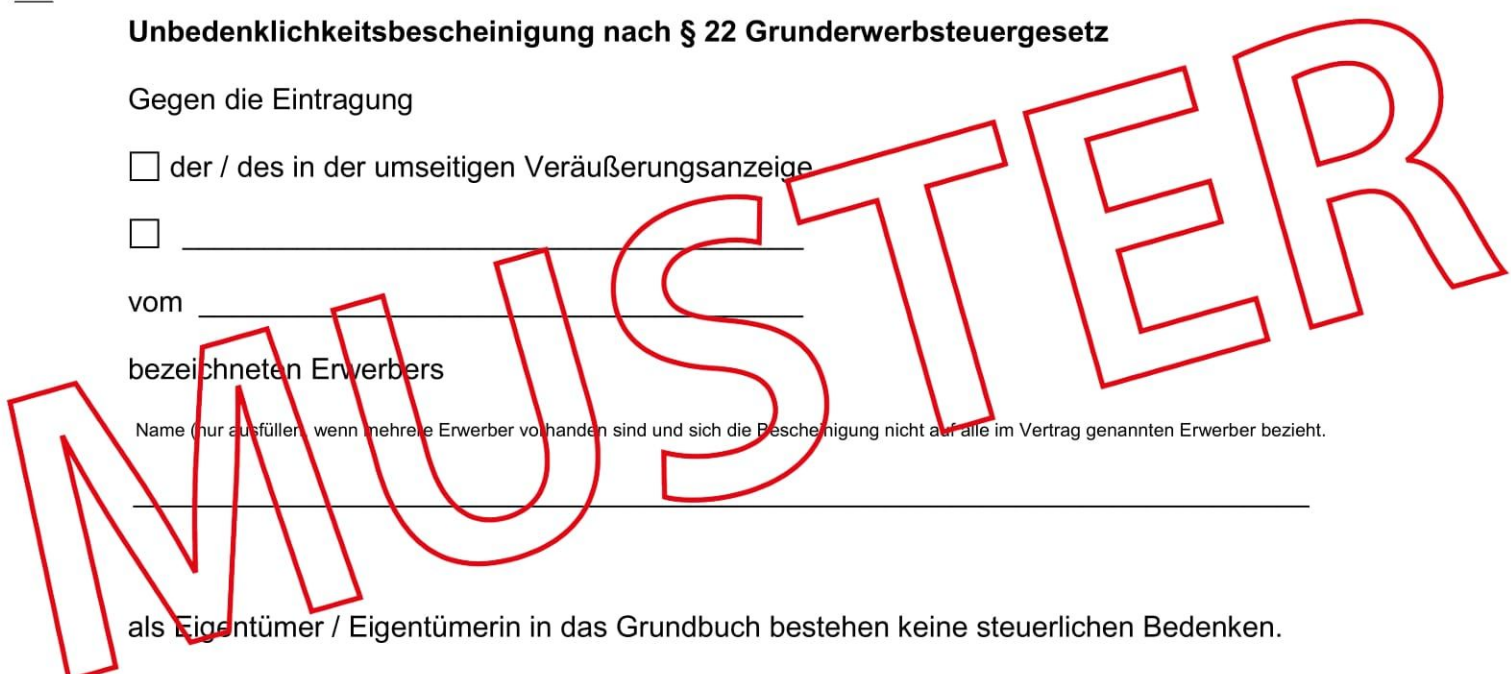 Unbedenklichkeitsbescheinigung nach § 22 Grunderwerbsteuergesetz
Gegen die Eintragung
der / des in der umseitigen Veräußerungsanzeige
vom
bezeichneten Erwerbers
Name (nur ausfüllen, wenn mehrere Erwerber vorhanden sind und sich die Bescheinigung nicht auf alle im Vertrag genannten Erwerber bezieht.
als Eigentümer / Eigentümerin in das Grundbuch bestehen keine steuerlichen Bedenken.
MUSTER